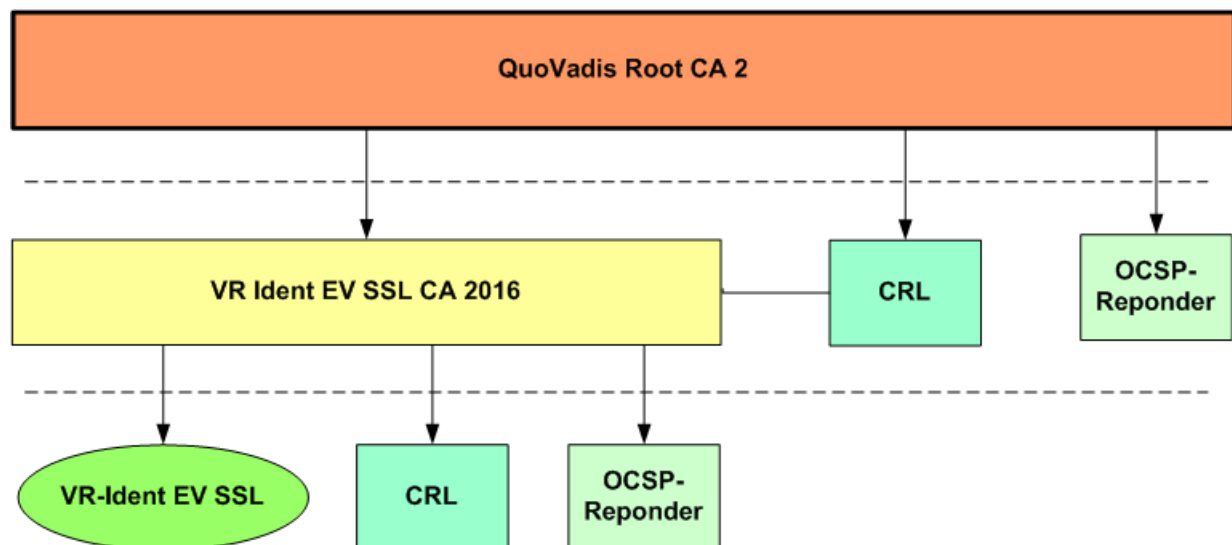 QuoVadis Root CA 2
VR Ident EV SSL CA 2016
CRL
OCSP-
Reponder
VR-Ident EV SSL
CRL
OCSP-
Reponder